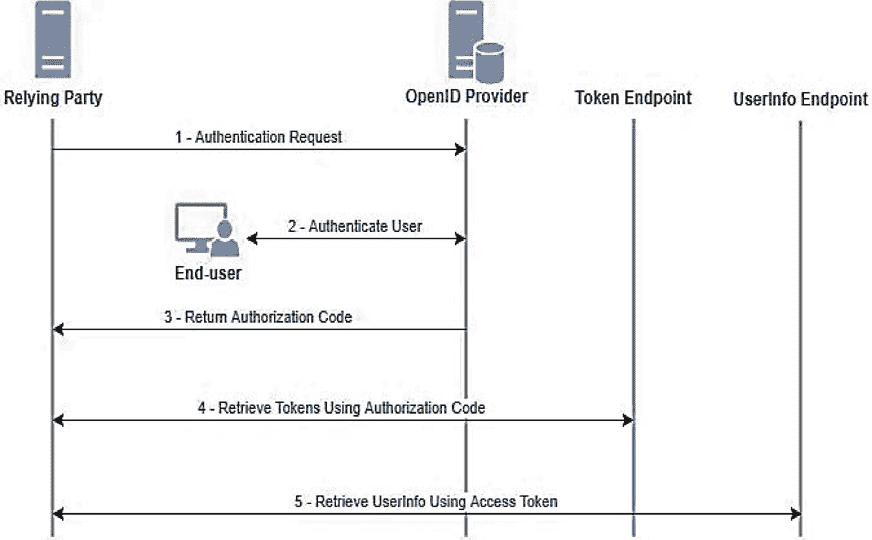 Relying Party
OpenID Provider
Token Endpoint
UserInfo Endpoint
1 - Authentication Request
2 - Authenticate User
End-user
3 - Return Authorization Code
4 - Retrieve Tokens Using Authorization Code
5 - Retrieve UserInfo Using Access Token